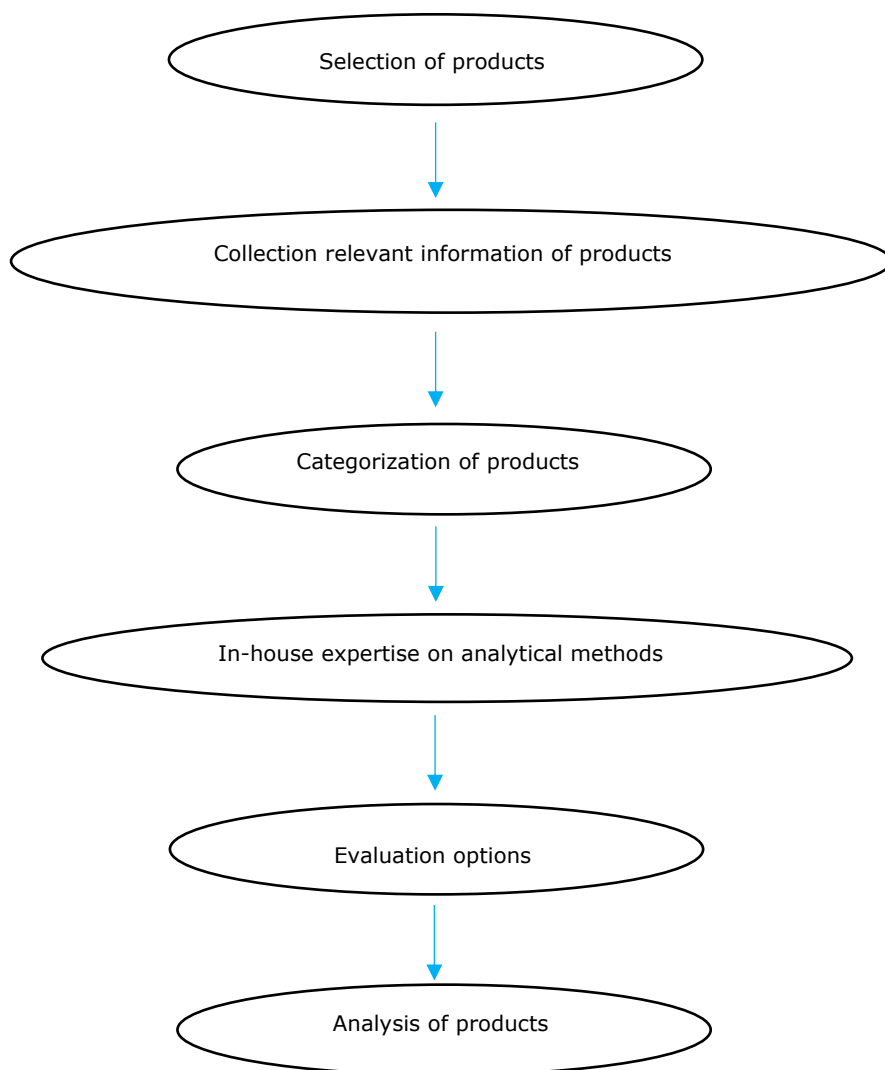 Selection of products
Collection relevant information of products
Categorization of products
In-house expertise on analytical methods
Evaluation options
Analysis of products